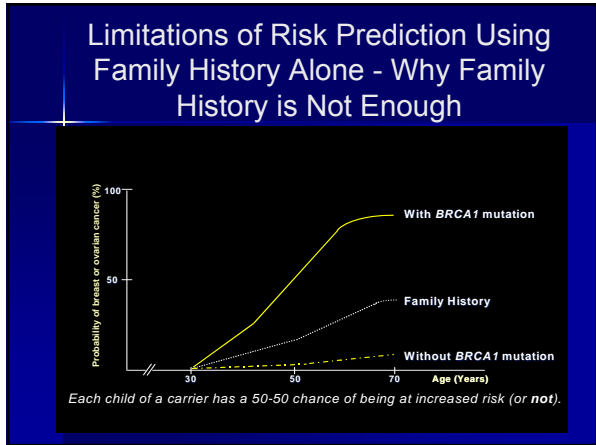 Limitations of Risk Prediction Using
Family History Alone - Why Family
History is Not Enough
Probability of breast or ovarian cancer (%)
100
50
With BRCA1 mutation
Family History
Without BRCA1 mutation
30
50
70
Age (Years)
Each child of a carrier has a 50-50 chance of being at increased risk (or not).